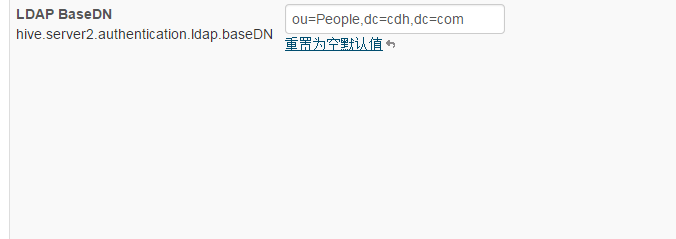 LDAP BaseDN
ou=People,dc=cdh,dc=com
hive.server2.authentication.ldap.baseDN
重置为空默认值